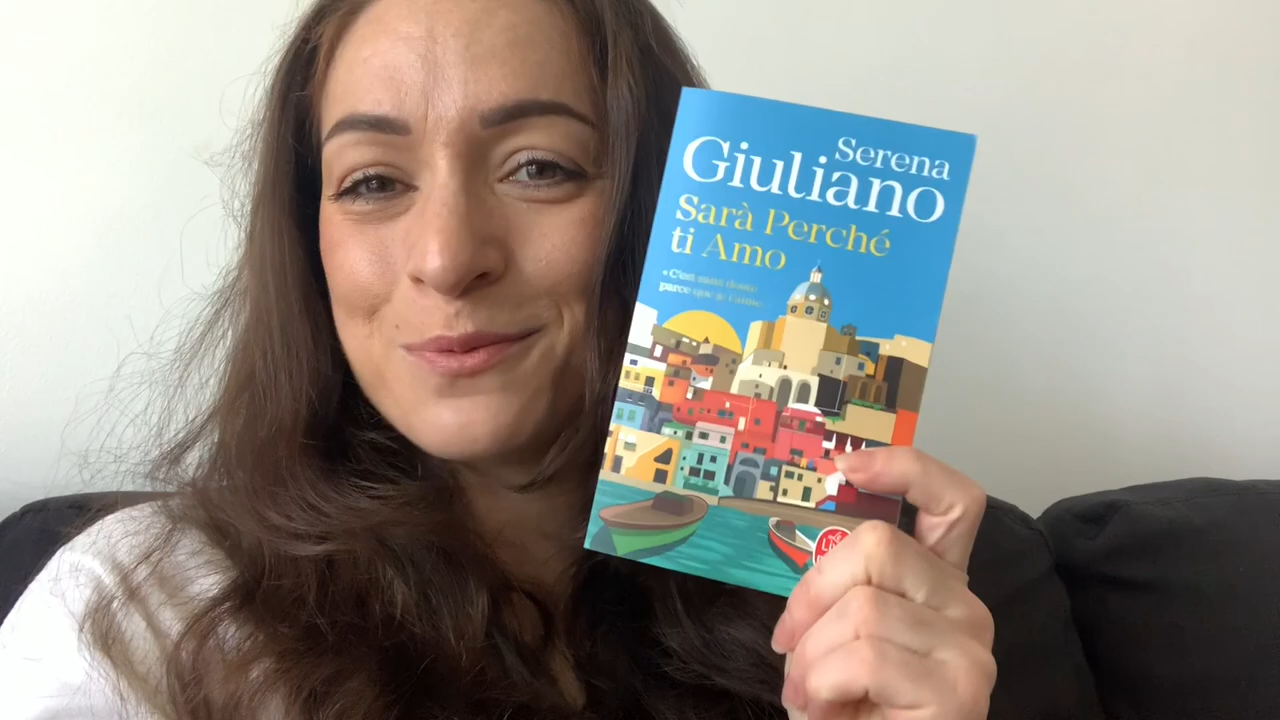 Serena
Giuliano
Sarà Perché
ti Amo
« C'est sans doute
parce que je t'aime